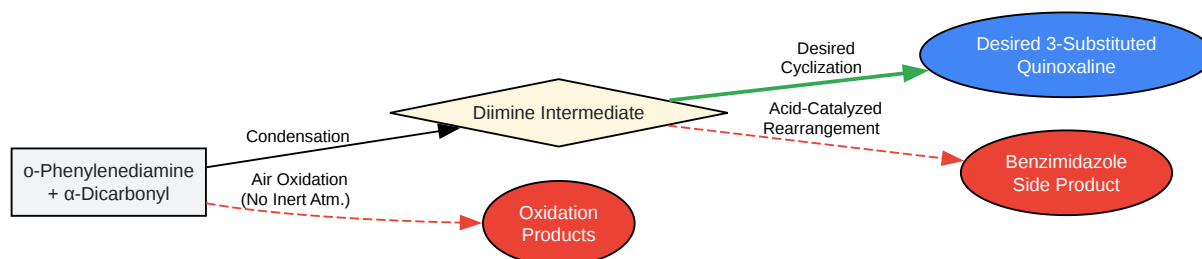 o-Phenylenediamine
+ α-Dicarbonyl
Condensation
Air Oxidation
(No Inert Atm.)
Oxidation
Products
Diimine Intermediate
Desired
Cyclization
Acid-Catalyzed
Rearrangement
Desired 3-Substituted
Quinoxaline
Benzimidazole
Side Product